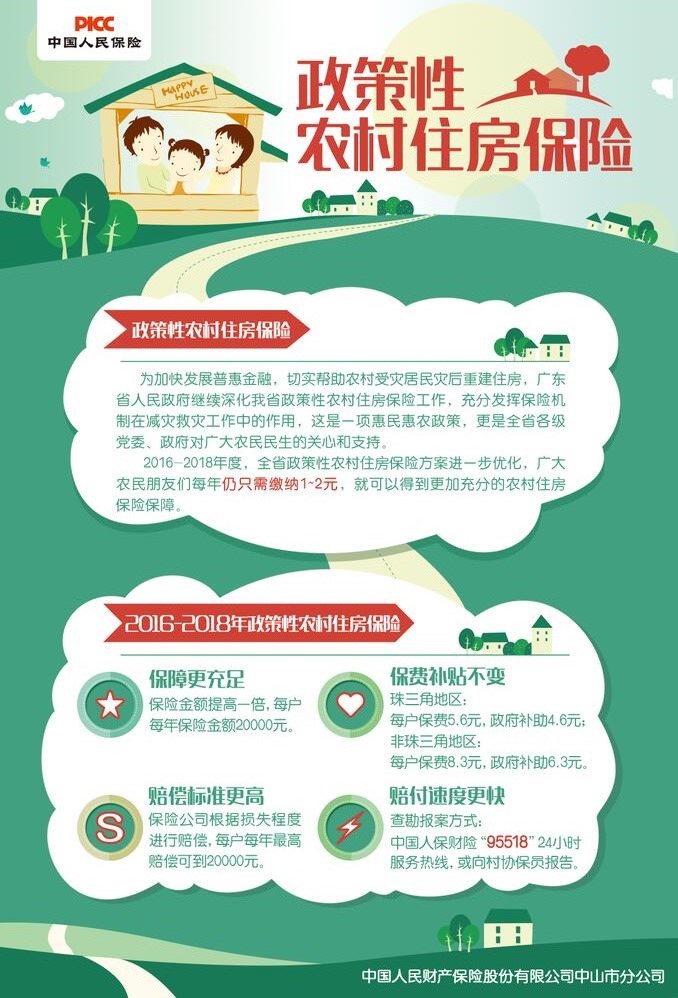 PICC
中国人民保险
HAPPY
HOUSE
政策性
农村住房保险
政策性农村住房保险
为加快发展普惠金融，切实帮助农村受灾居民灾后重建住房，广东
省人民政府继续深化我省政策性农村住房保险工作，充分发挥保险机
制在减灾救灾工作中的作用，这是一项惠民惠农政策，更是全省各级
党委、政府对广大农民民生的关心和支持。
2016-2018年度，全省政策性农村住房保险方案进一步优化，广大
农民朋友们每年仍只需缴纳1~2元，就可以得到更加充分的农村住房
保险保障。
2016-2018年政策性农村住房保险
保障更充足
保险金额提高一倍，每户
每年保险金额20000元。
保费补贴不变
珠三角地区：
每户保费5.6元，政府补助4.6元；
非珠三角地区：
每户保费8.3元，政府补助6.3元。
S
赔偿标准更高
保险公司根据损失程度
进行赔偿，每户每年最高
赔偿可到20000元。
赔付速度更快
查勘报案方式：
中国人保财险“95518”24小时
服务热线，或向村协保员报告。
中国人民财产保险股份有限公司中山市分公司